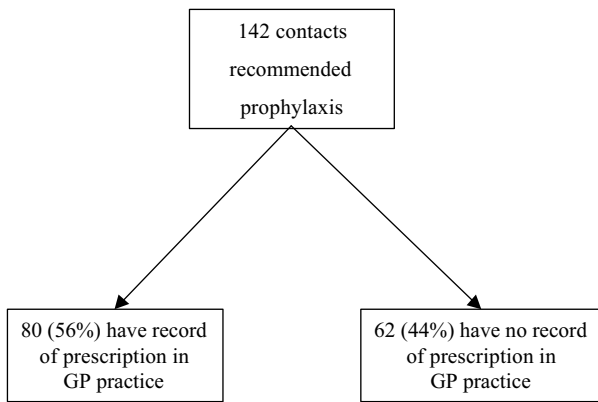 142 contacts
recommended
prophylaxis
80 (56%) have record
of prescription in
GP practice
62 (44%) have no record
of prescription in
GP practice